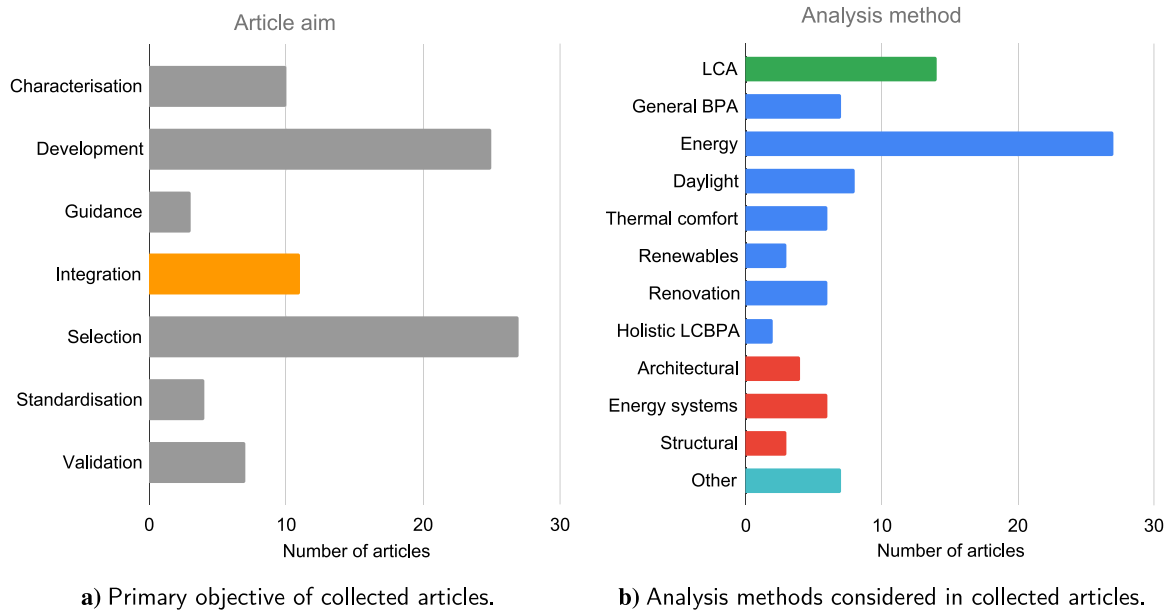 Article aim
Characterisation
Development
Guidance
Integration
Selection
Standardisation
Validation
0 10 20 30
Number of articles
a) Primary objective of collected articles.
Analysis method
LCA
General BPA
Energy
Daylight
Thermal comfort
Renewables
Renovation
Holistic LCBPA
Architectural
Energy systems
Structural
Other
0 10 20 30
Number of articles
b) Analysis methods considered in collected articles.